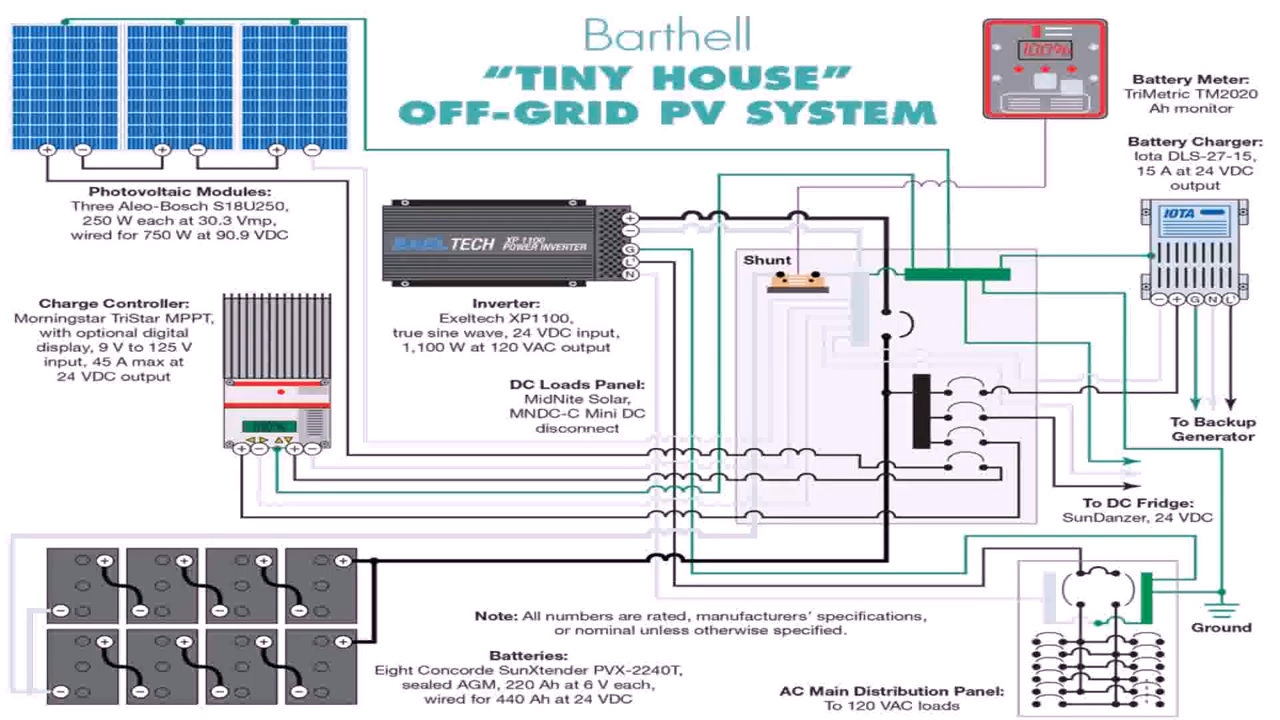 Barthell
“TINY HOUSE”
OFF-GRID PV SYSTEM
100%
Battery Meter:
TriMetric TM2020
Ah monitor
Battery Charger:
Iota DLS-27-15,
15 A at 24 VDC
output
IOTA
Photovoltaic Modules:
Three Aleo-Bosch S18U250,
250 W each at 30.3 Vmp,
wired for 750 W at 90.9 VDC
EXELTECH XP 1100
POWER INVERTER
G
L
N
Shunt
Charge Controller:
Morningstar TriStar MPPT,
with optional digital
display, 9 V to 125 V
input, 45 A max at
24 VDC output
Inverter:
Exeltech XP1100,
true sine wave, 24 VDC input,
1,100 W at 120 VAC output
G N L
DC Loads Panel:
MidNite Solar,
MNDC-C Mini DC
disconnect
To Backup
Generator
To DC Fridge:
SunDanzer, 24 VDC
Note: All numbers are rated, manufacturers’ specifications,
or nominal unless otherwise specified.
Ground
Batteries:
Eight Concorde SunXtender PVX-2240T,
sealed AGM, 220 Ah at 6 V each,
wired for 440 Ah at 24 VDC
AC Main Distribution Panel:
To 120 VAC loads